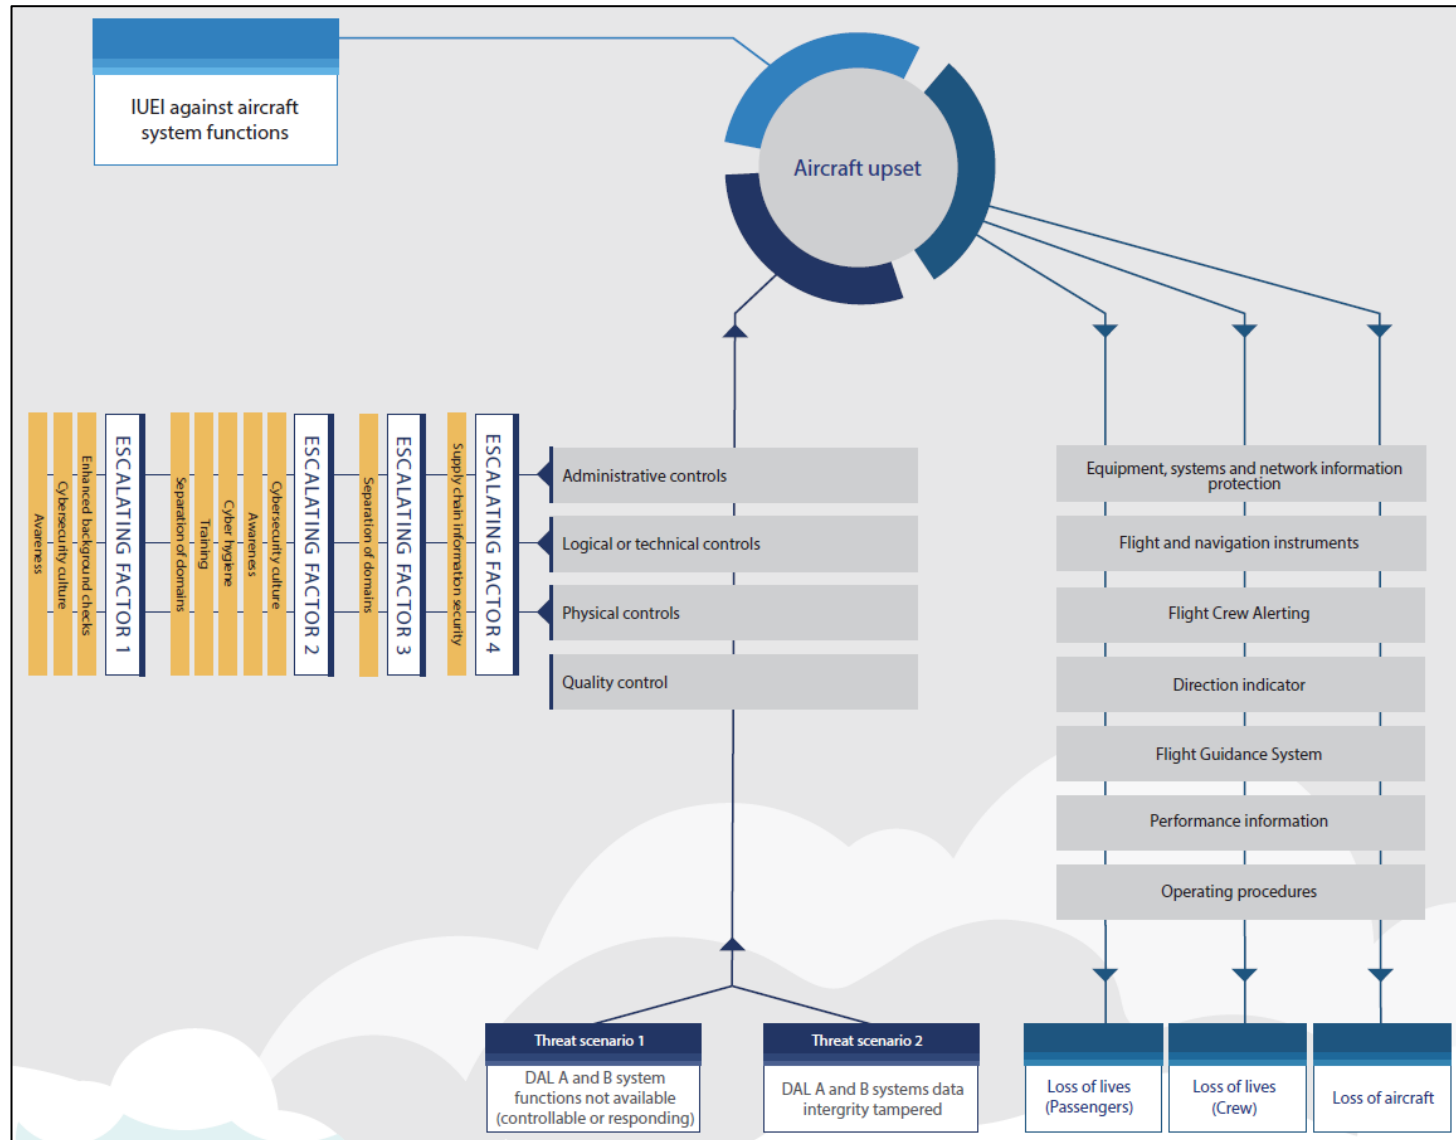 IUEI against aircraft
system functions
Aircraft upset
Awareness
Cybersecurity culture
Enhanced background checks
ESCALATING FACTOR 1
Separation of domains
Training
Cyber hygiene
Awareness
Cybersecurity culture
ESCALATING FACTOR 2
Separation of domains
ESCALATING FACTOR 3
Supply chain information security
ESCALATING FACTOR 4
Administrative controls
Logical or technical controls
Physical controls
Quality control
Equipment, systems and network information
protection
Flight and navigation instruments
Flight Crew Alerting
Direction indicator
Flight Guidance System
Performance information
Operating procedures
Threat scenario 1
DAL A and B system
functions not available
(controllable or responding)
Threat scenario 2
DAL A and B systems data
intergrity tampered
Loss of lives
(Passengers)
Loss of lives
(Crew)
Loss of aircraft